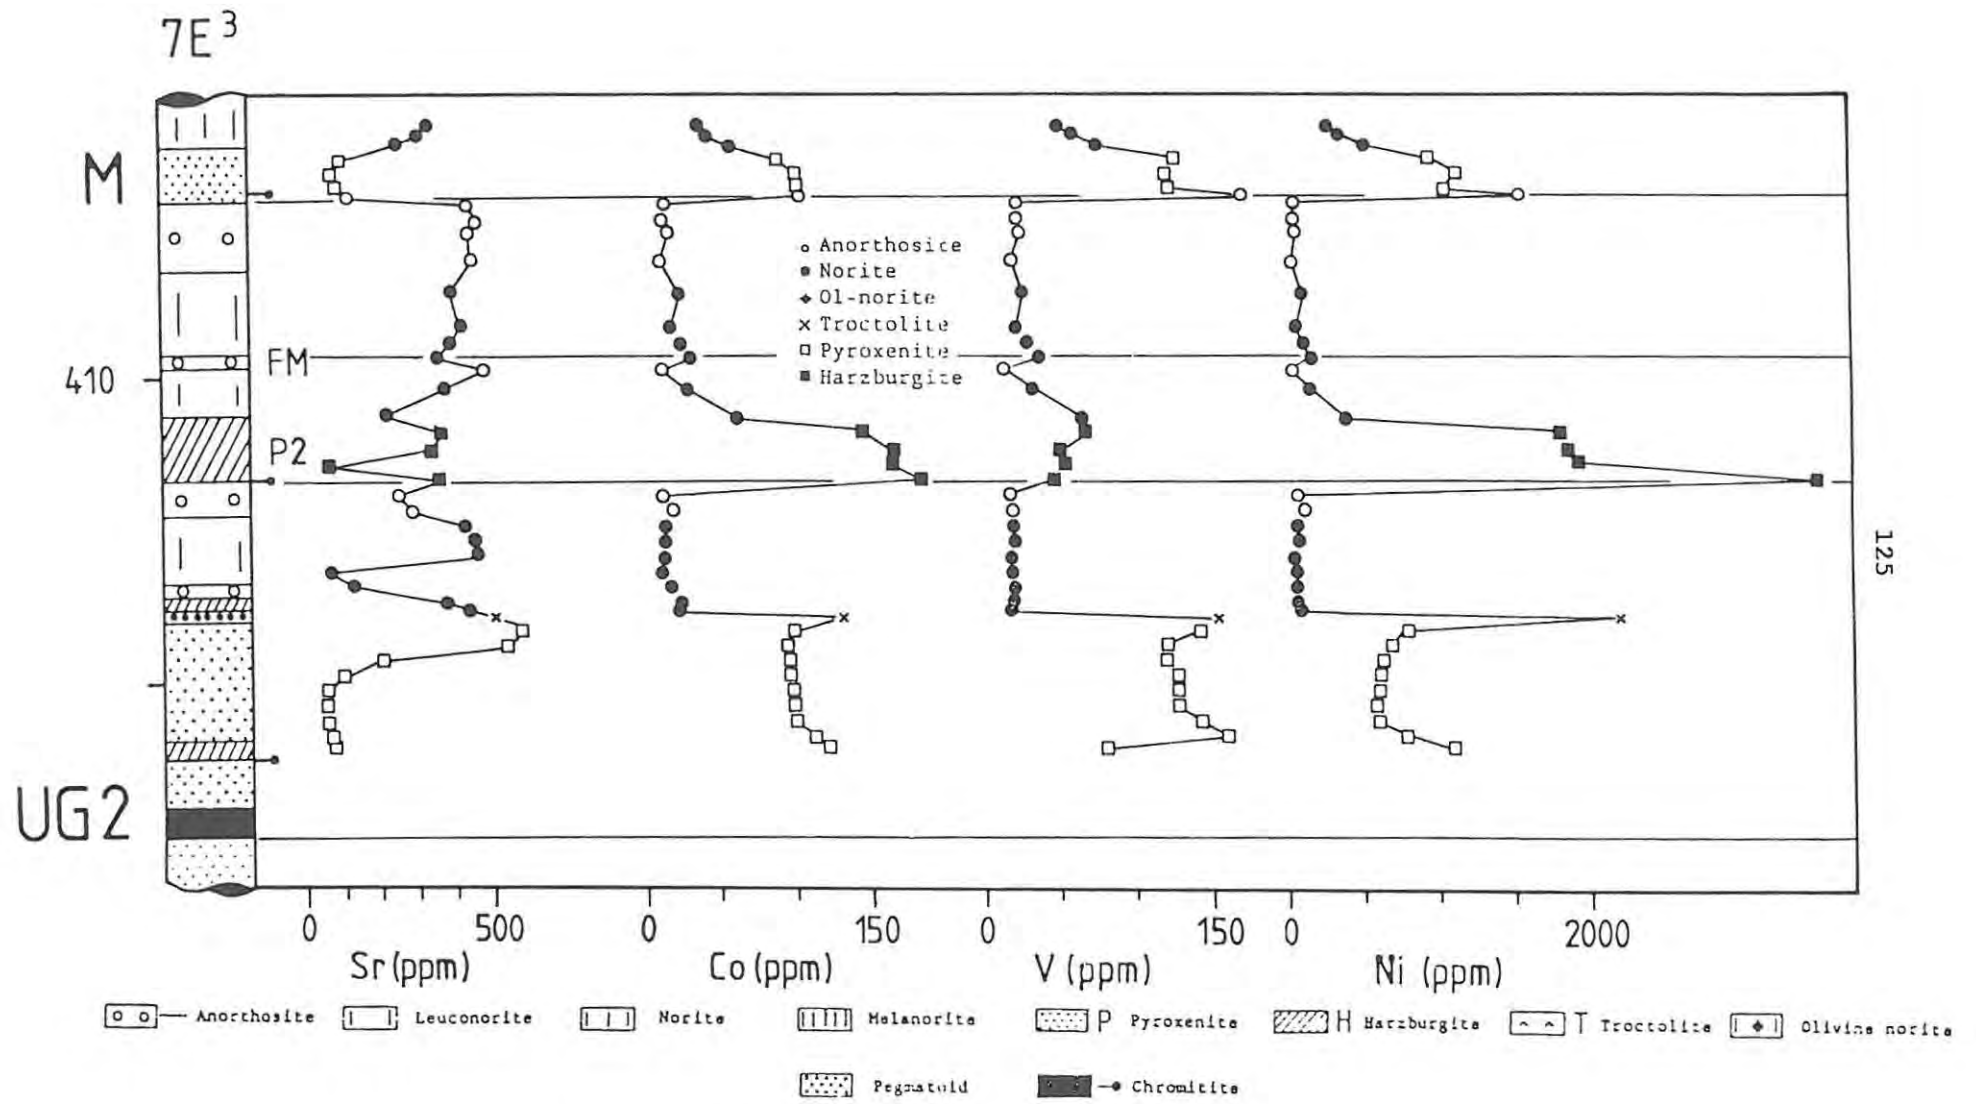 7E³
M
Anorthosice
Norite
Ol-norite
Troctolite
Pyroxenite
Harzburgite
FM
410
P2
125
UG2
0 500 0 150 0 150 0 2000
Sr (ppm) Co (ppm) V (ppm) Ni (ppm)
Anorthosite Leuconorite Norite Melanorite P Pyroxenite H Harzburgite T Troctolite Olivine norite
Pegmatoid Chromitite